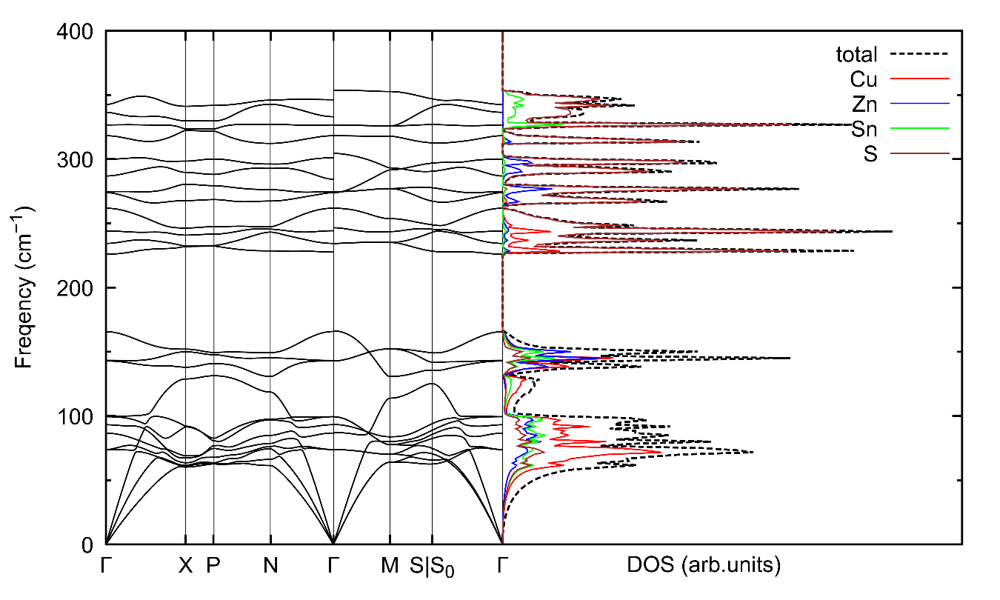 400
300
200
100
0
Freqency (cm⁻¹)
total
Cu
Zn
Sn
S
Γ X P N Γ M S|S₀ Γ
DOS (arb.units)